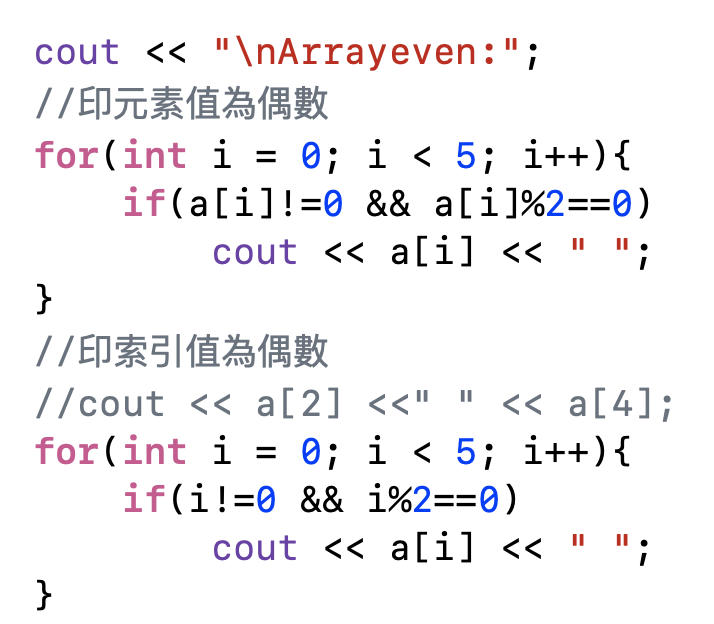 cout << "\nArrayeven:";
//印元素值為偶數
for(int i = 0; i < 5; i++){
    if(a[i]!=0 && a[i]%2==0)
        cout << a[i] << " ";
}
//印索引值為偶數
//cout << a[2] <<" " << a[4];
for(int i = 0; i < 5; i++){
    if(i!=0 && i%2==0)
        cout << a[i] << " ";
}